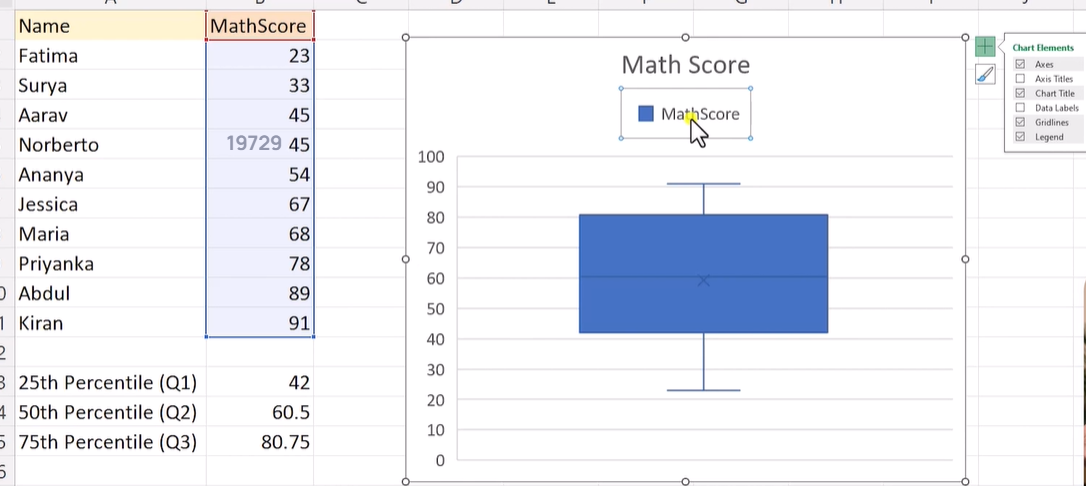 Name MathScore
Fatima 23
Surya 33
Aarav 45
Norberto 19729 45
Ananya 54
Jessica 67
Maria 68
Priyanka 78
Abdul 89
Kiran 91
25th Percentile (Q1) 42
50th Percentile (Q2) 60.5
75th Percentile (Q3) 80.75
Math Score
MathScore
100
90
80
70
60
50
40
30
20
10
0
Chart Elements
Axes
Axis Titles
Chart Title
Data Labels
Gridlines
Legend